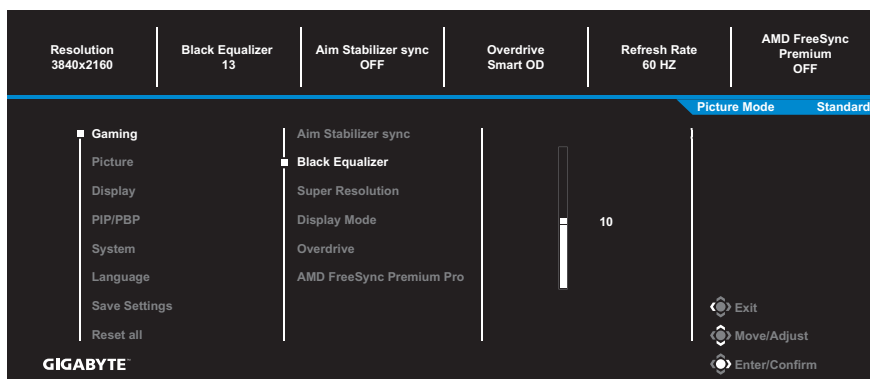 Resolution
3840x2160
Black Equalizer
13
Aim Stabilizer sync
OFF
Overdrive
Smart OD
Refresh Rate
60 HZ
AMD FreeSync
Premium
OFF
Picture Mode Standard
Gaming
Picture
Display
PIP/PBP
System
Language
Save Settings
Reset all
Aim Stabilizer sync
Black Equalizer
Super Resolution
Display Mode
Overdrive
AMD FreeSync Premium Pro
10
Exit
Move/Adjust
Enter/Confirm
GIGABYTE™